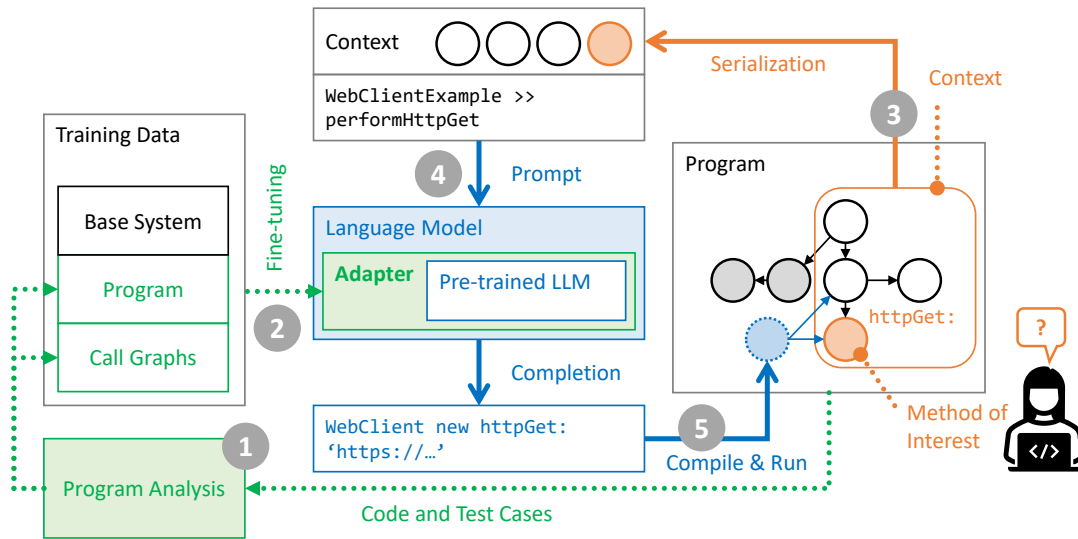 Context
WebClientExample >>
performHttpGet
Serialization
Context
3
Training Data
Base System
Program
Call Graphs
Fine-tuning
2
4
Prompt
Language Model
Adapter
Pre-trained LLM
Completion
WebClient new httpGet:
‘https://…’
5
Compile & Run
Program
httpGet:
Method of
Interest
?
</>
1
Program Analysis
Code and Test Cases